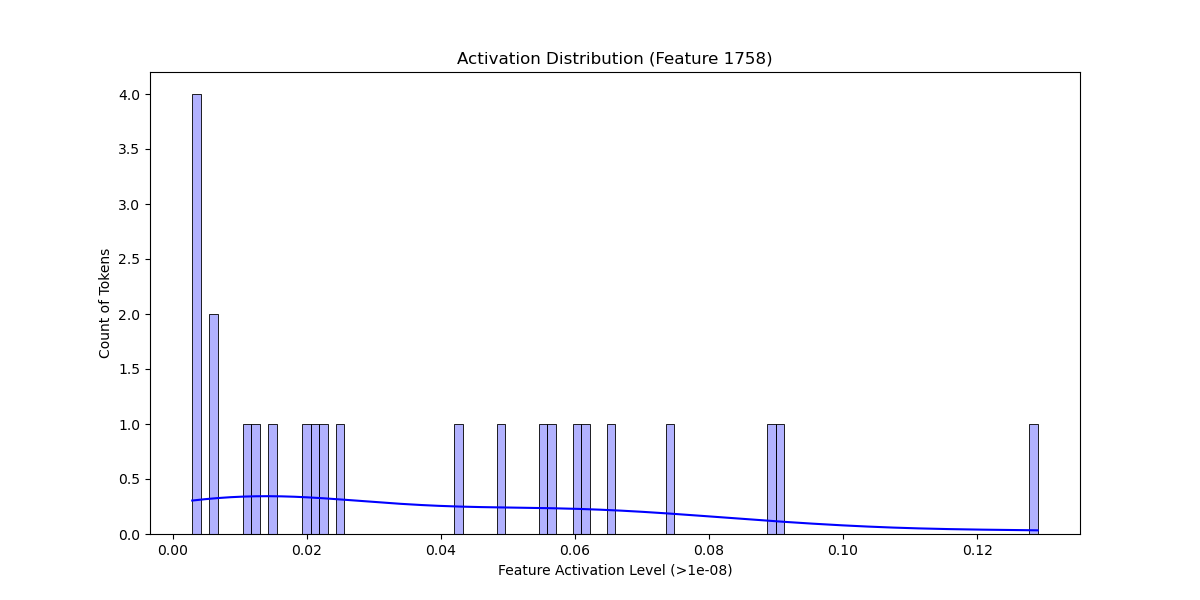 Activation Distribution (Feature 1758)
4.0
3.5
3.0
2.5
2.0
1.5
1.0
0.5
0.0
Count of Tokens
0.00 0.02 0.04 0.06 0.08 0.10 0.12
Feature Activation Level (>1e-08)